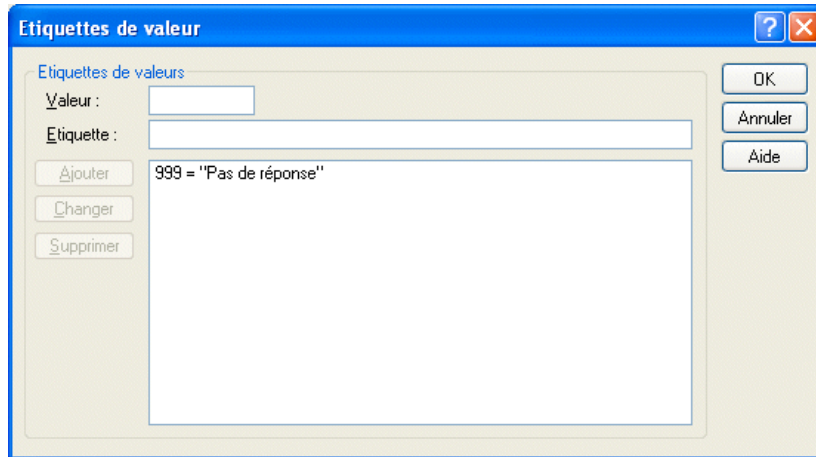 Etiquettes de valeur
Etiquettes de valeurs
Valeur :
Etiquette :
Ajouter
Changer
Supprimer
999 = "Pas de réponse"
OK
Annuler
Aide